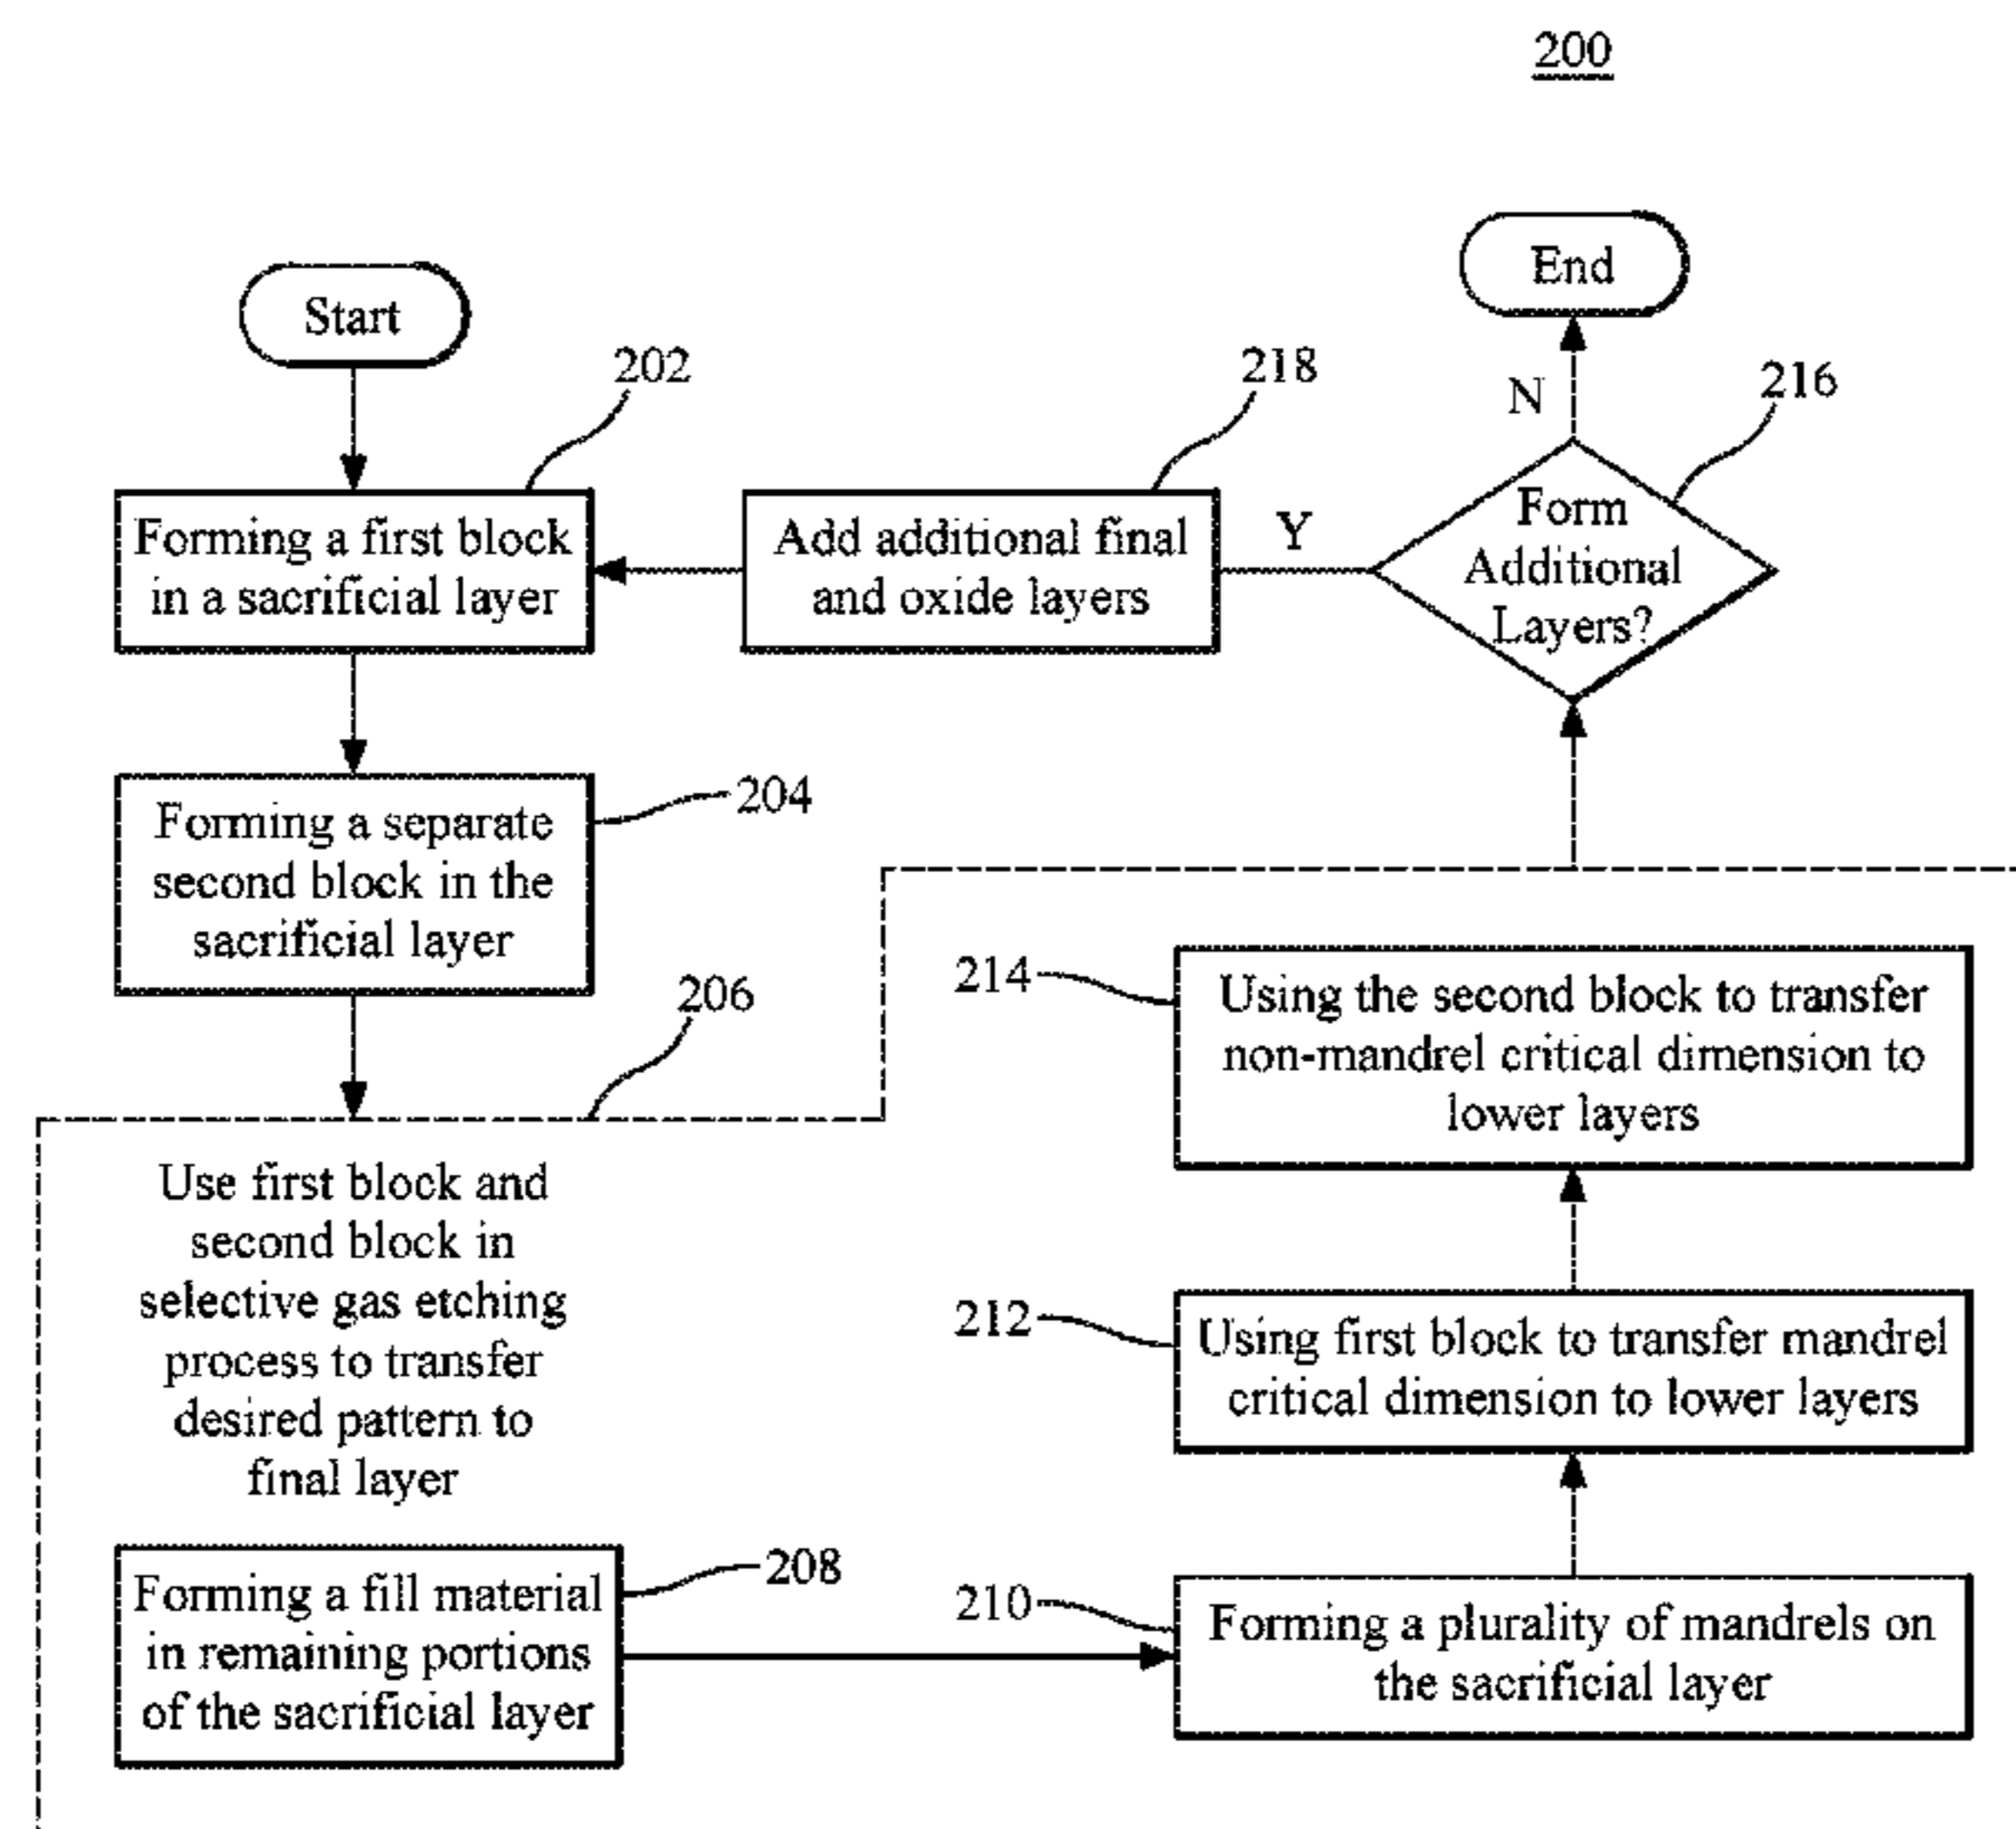 200
Start
202
Forming a first block
in a sacrificial layer
204
Forming a separate
second block in the
sacrificial layer
206
Use first block and
second block in
selective gas etching
process to transfer
desired pattern to
final layer
208
Forming a fill material
in remaining portions
of the sacrificial layer
210
Forming a plurality of mandrels on
the sacrificial layer
212
Using first block to transfer mandrel
critical dimension to lower layers
214
Using the second block to transfer
non-mandrel critical dimension to
lower layers
216
Form
Additional
Layers?
Y
218
Add additional final
and oxide layers
N
End